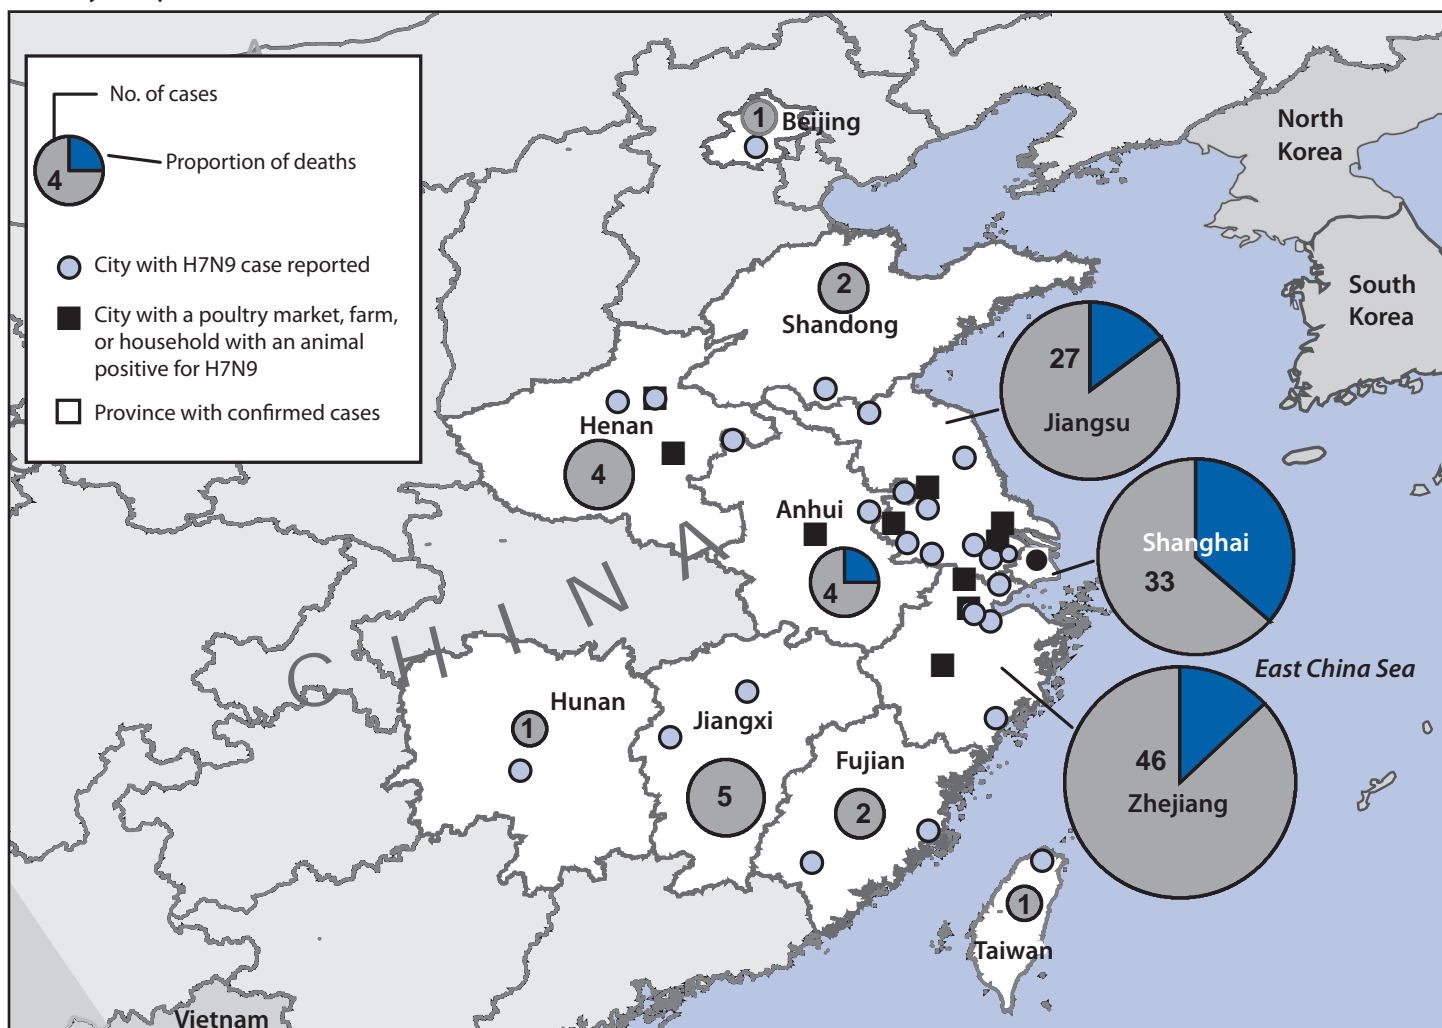 No. of cases
4
Proportion of deaths
City with H7N9 case reported
City with a poultry market, farm,
or household with an animal
positive for H7N9
Province with confirmed cases
1
Beijing
North
Korea
South
Korea
2
Shandong
27
Jiangsu
Henan
4
Anhui
4
Shanghai
33
CHINA
East China Sea
Hunan
1
Jiangxi
5
Fujian
2
46
Zhejiang
1
Taiwan
Vietnam